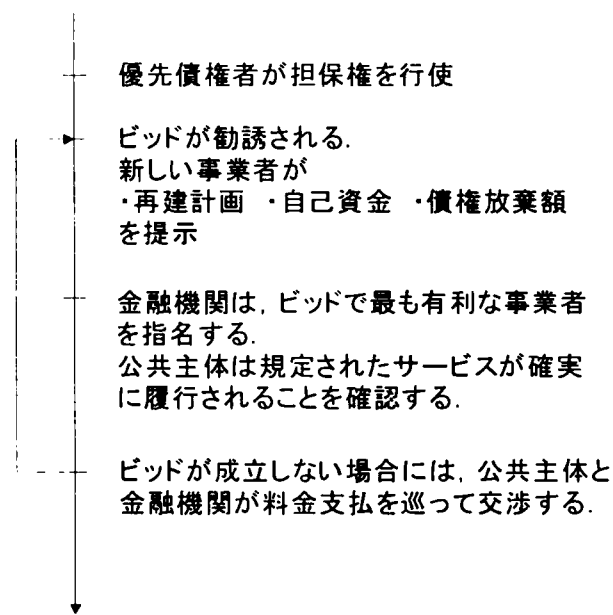 優先債権者が担保権を行使
ビッドが勧誘される.
新しい事業者が
・再建計画 ・自己資金 ・債権放棄額
を提示
金融機関は, ビッドで最も有利な事業者
を指名する.
公共主体は規定されたサービスが確実
に履行されることを確認する.
ビッドが成立しない場合には, 公共主体と
金融機関が料金支払を巡って交渉する.